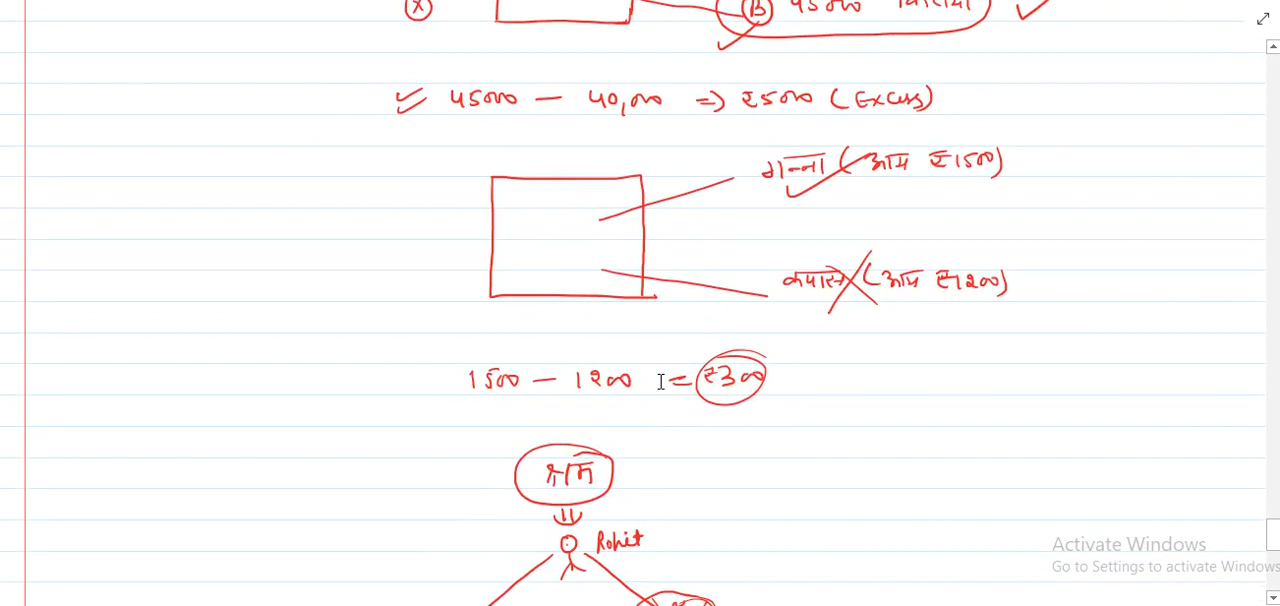 (X) (B) 45000
45000 - 40,000 => ₹5000 (Excess)
गन्ना (आय ₹1500)
कपास (आय ₹1200)
1500 - 1200 = ₹300
श्रम
Rohit
Activate Windows
Go to Settings to activate Windows